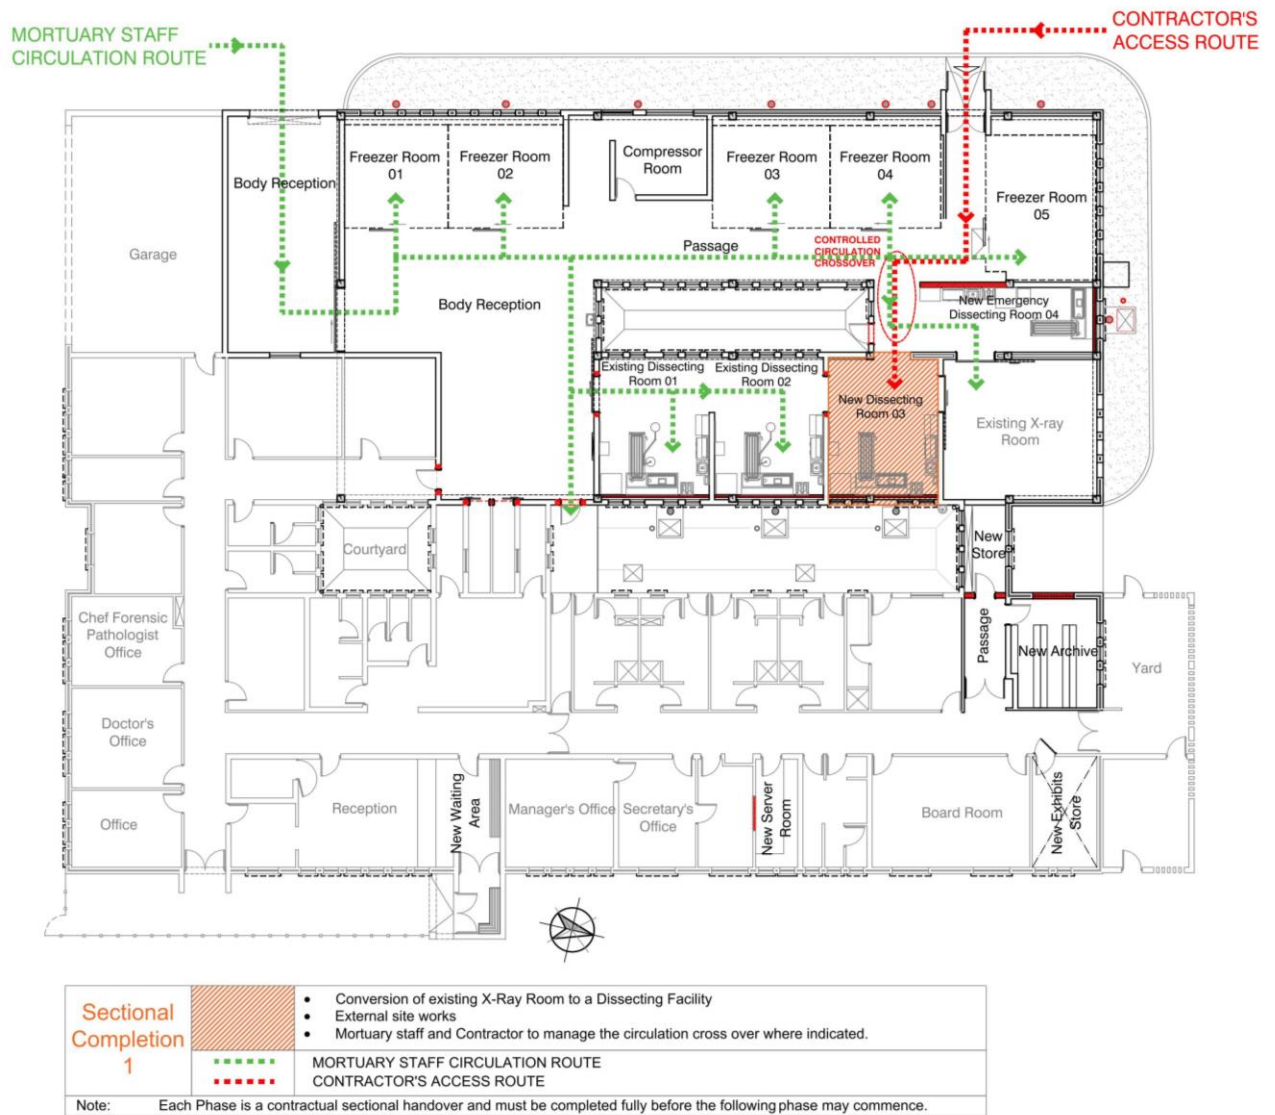 MORTUARY STAFF
CIRCULATION ROUTE
CONTRACTOR'S
ACCESS ROUTE
Body Reception
Freezer Room
01
Freezer Room
02
Compressor
Room
Freezer Room
03
Freezer Room
04
Freezer Room
05
Garage
Passage
CONTROLLED
CIRCULATION
CROSSOVER
Body Reception
New Emergency
Dissecting Room 04
Existing Dissecting
Room 01
Existing Dissecting
Room 02
New Dissecting
Room 03
Existing X-ray
Room
Courtyard
New
Store
Chef Forensic
Pathologist
Office
Passage
New Archive
Yard
Doctor's
Office
Office
Reception
New Waiting
Area
Manager's Office
Secretary's
Office
New Server
Room
Board Room
New Exhibits
Store
Sectional
Completion
1
• Conversion of existing X-Ray Room to a Dissecting Facility
• External site works
• Mortuary staff and Contractor to manage the circulation cross over where indicated.
MORTUARY STAFF CIRCULATION ROUTE
CONTRACTOR'S ACCESS ROUTE
Note: Each Phase is a contractual sectional handover and must be completed fully before the following phase may commence.